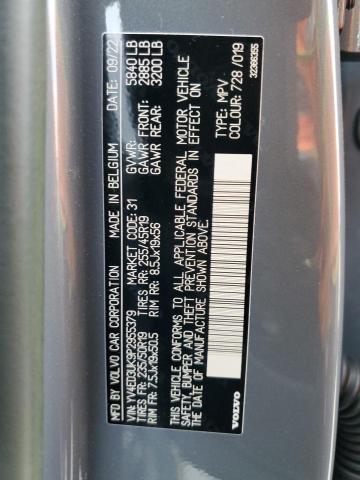 MFD. BY VOLVO CAR CORPORATION MADE IN BELGIUM DATE: 09/22
VIN: YV4ED3UK9P2955379 MARKET CODE: 31 GVWR: 5840 LB
TIRES FR: 235/50R19 TIRES RR: 255/45R19 GAWR FRONT: 2885 LB
RIM FR: 7.5Jx19x50.5 RIM RR: 8.5Jx19x56 GAWR REAR: 3200 LB
THIS VEHICLE CONFORMS TO ALL APPLICABLE FEDERAL MOTOR VEHICLE
SAFETY, BUMPER AND THEFT PREVENTION STANDARDS IN EFFECT ON
THE DATE OF MANUFACTURE SHOWN ABOVE.
TYPE: MPV
COLOUR: 728 /019
VOLVO
32368355